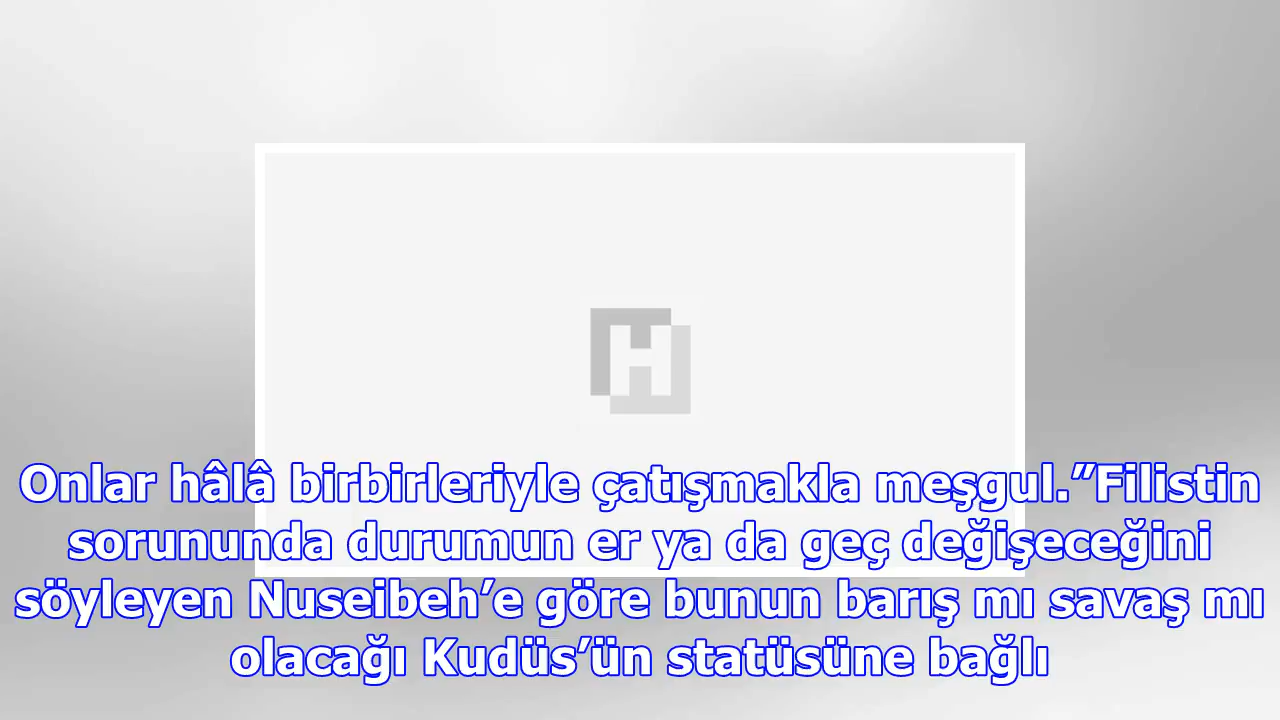 H
Onlar hâlâ birbirleriyle çatışmakla meşgul.”Filistin
sorununda durumun er ya da geç değişeceğini
söyleyen Nuseibeh’e göre bunun barış mı savaş mı
olacağı Kudüs’ün statüsüne bağlı